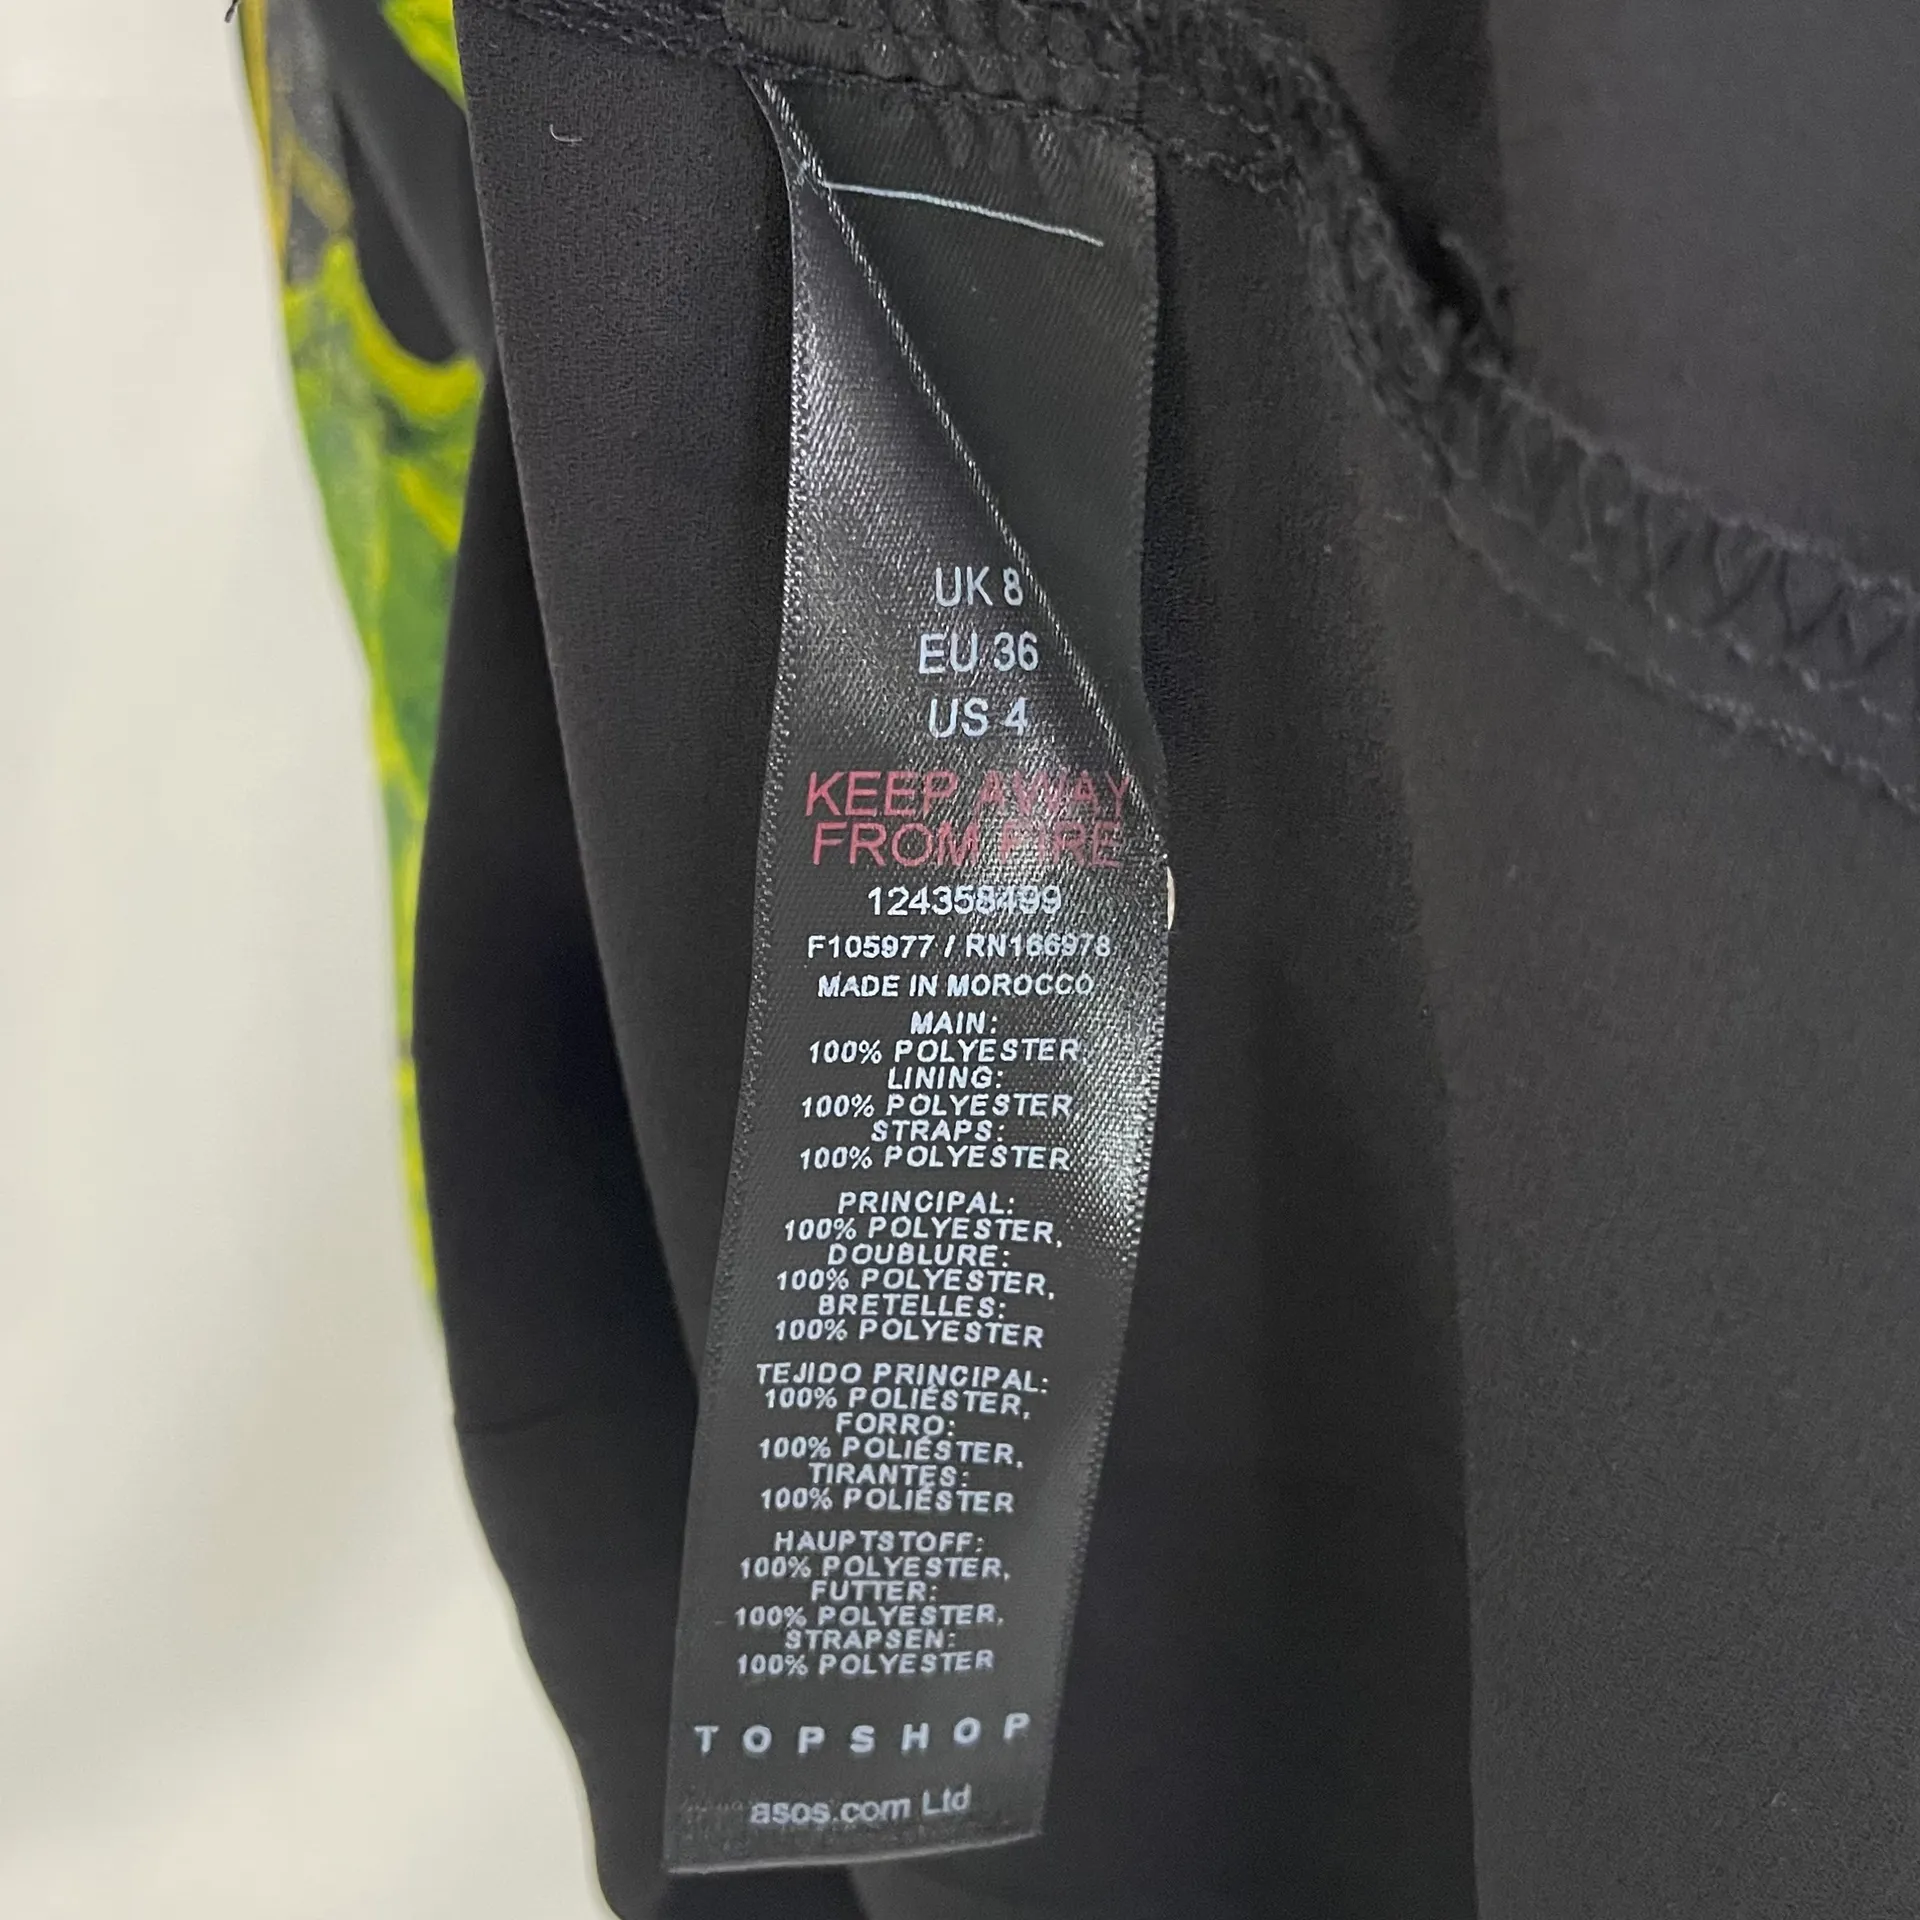 UK 8
EU 36
US 4
KEEP AWAY
FROM FIRE
124358499
F105977 / RN166978
MADE IN MOROCCO
MAIN:
100% POLYESTER
LINING:
100% POLYESTER
STRAPS:
100% POLYESTER
PRINCIPAL:
100% POLYESTER,
DOUBLURE:
100% POLYESTER,
BRETELLES:
100% POLYESTER
TEJIDO PRINCIPAL:
100% POLIÉSTER,
FORRO:
100% POLIÉSTER,
TIRANTES:
100% POLIÉSTER
HAUPTSTOFF:
100% POLYESTER,
FUTTER:
100% POLYESTER,
STRAPSEN:
100% POLYESTER
TOPSHOP
asos.com Ltd